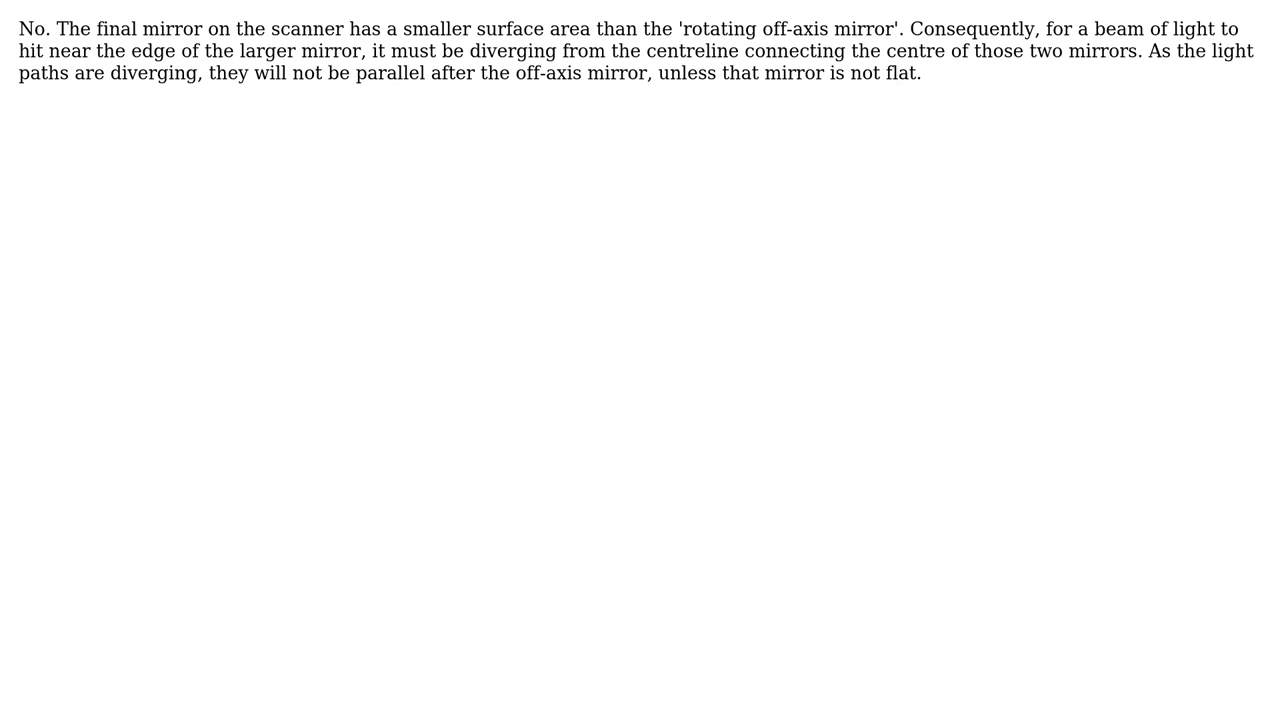 No. The final mirror on the scanner has a smaller surface area than the 'rotating off-axis mirror'. Consequently, for a beam of light to
hit near the edge of the larger mirror, it must be diverging from the centreline connecting the centre of those two mirrors. As the light
paths are diverging, they will not be parallel after the off-axis mirror, unless that mirror is not flat.